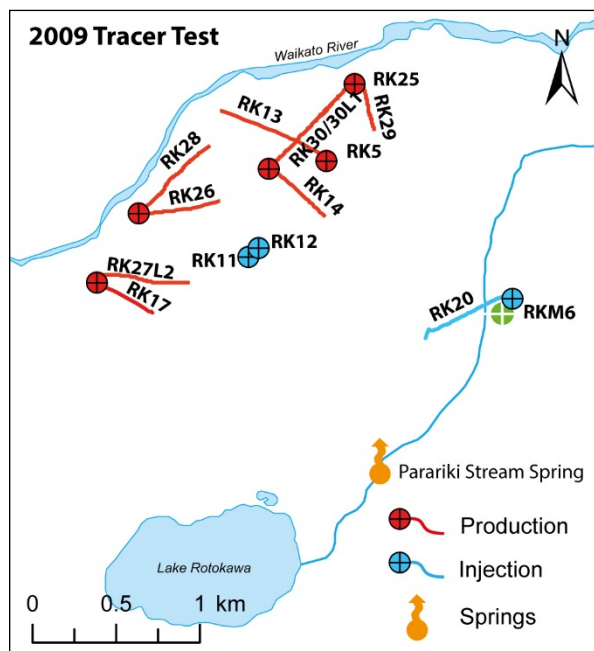 2009 Tracer Test
Waikato River
N
RK25
RK13
RK30/30L1
RK29
RK28
RK5
RK26
RK14
RK12
RK11
RK27L2
RK17
RK20
RKM6
Parariki Stream Spring
Production
Lake Rotokawa
Injection
0 0.5 1 km
Springs